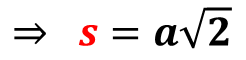 ⇒ s = a√2